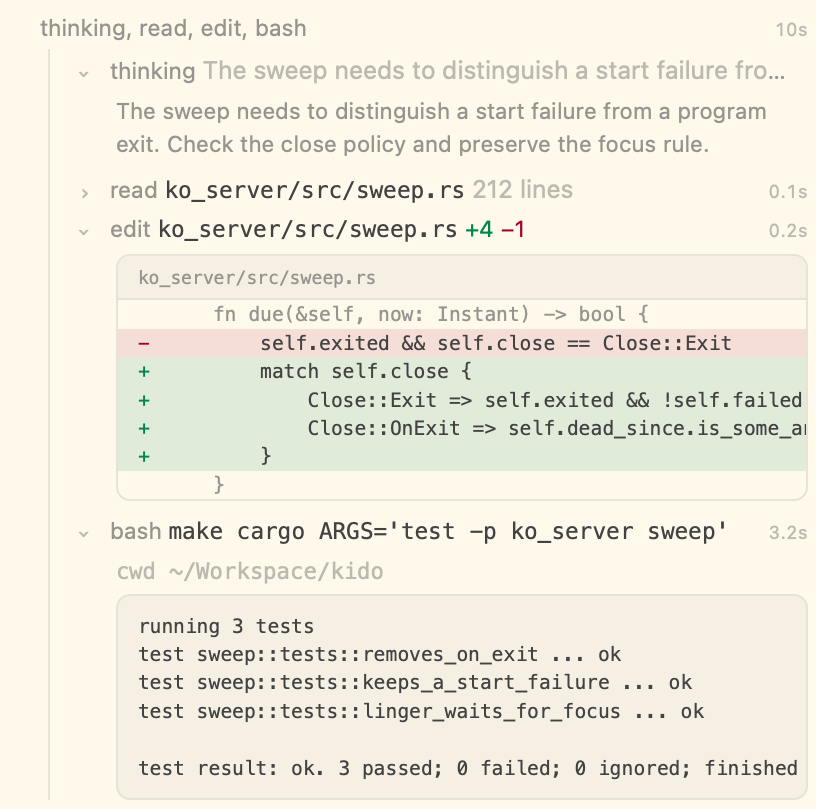 thinking, read, edit, bash 10s
thinking The sweep needs to distinguish a start failure fro...
The sweep needs to distinguish a start failure from a program
exit. Check the close policy and preserve the focus rule.
read ko_server/src/sweep.rs 212 lines 0.1s
edit ko_server/src/sweep.rs +4 −1 0.2s
ko_server/src/sweep.rs
fn due(&self, now: Instant) -> bool {
− self.exited && self.close == Close::Exit
+ match self.close {
+ Close::Exit => self.exited && !self.failed
+ Close::OnExit => self.dead_since.is_some_a
+ }
}
bash make cargo ARGS='test -p ko_server sweep' 3.2s
cwd ~/Workspace/kido
running 3 tests
test sweep::tests::removes_on_exit ... ok
test sweep::tests::keeps_a_start_failure ... ok
test sweep::tests::linger_waits_for_focus ... ok
test result: ok. 3 passed; 0 failed; 0 ignored; finished